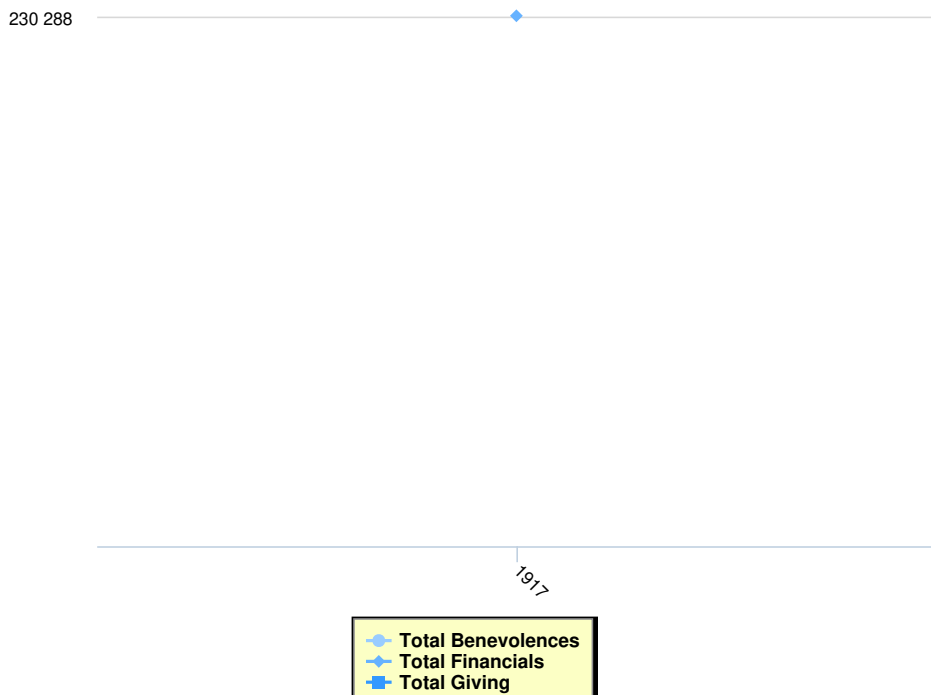 230 288
1917
Total Benevolences
Total Financials
Total Giving